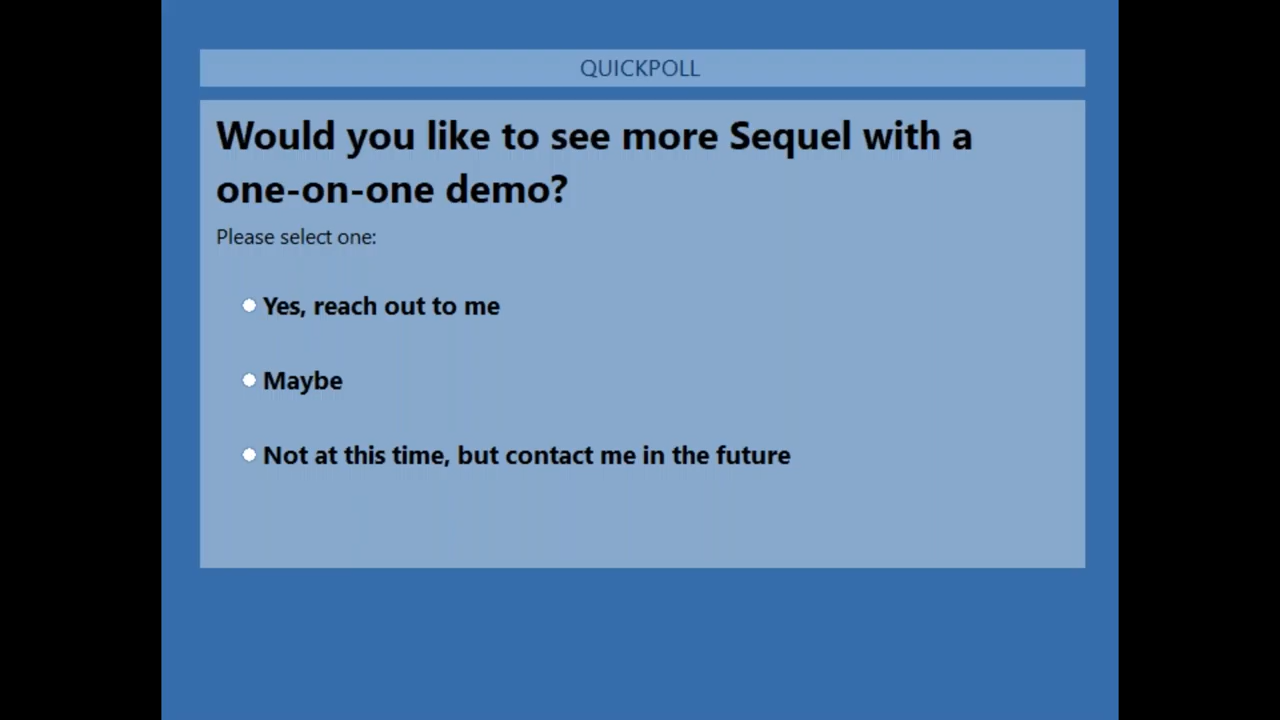 QUICKPOLL
Would you like to see more Sequel with a
one-on-one demo?
Please select one:
Yes, reach out to me
Maybe
Not at this time, but contact me in the future